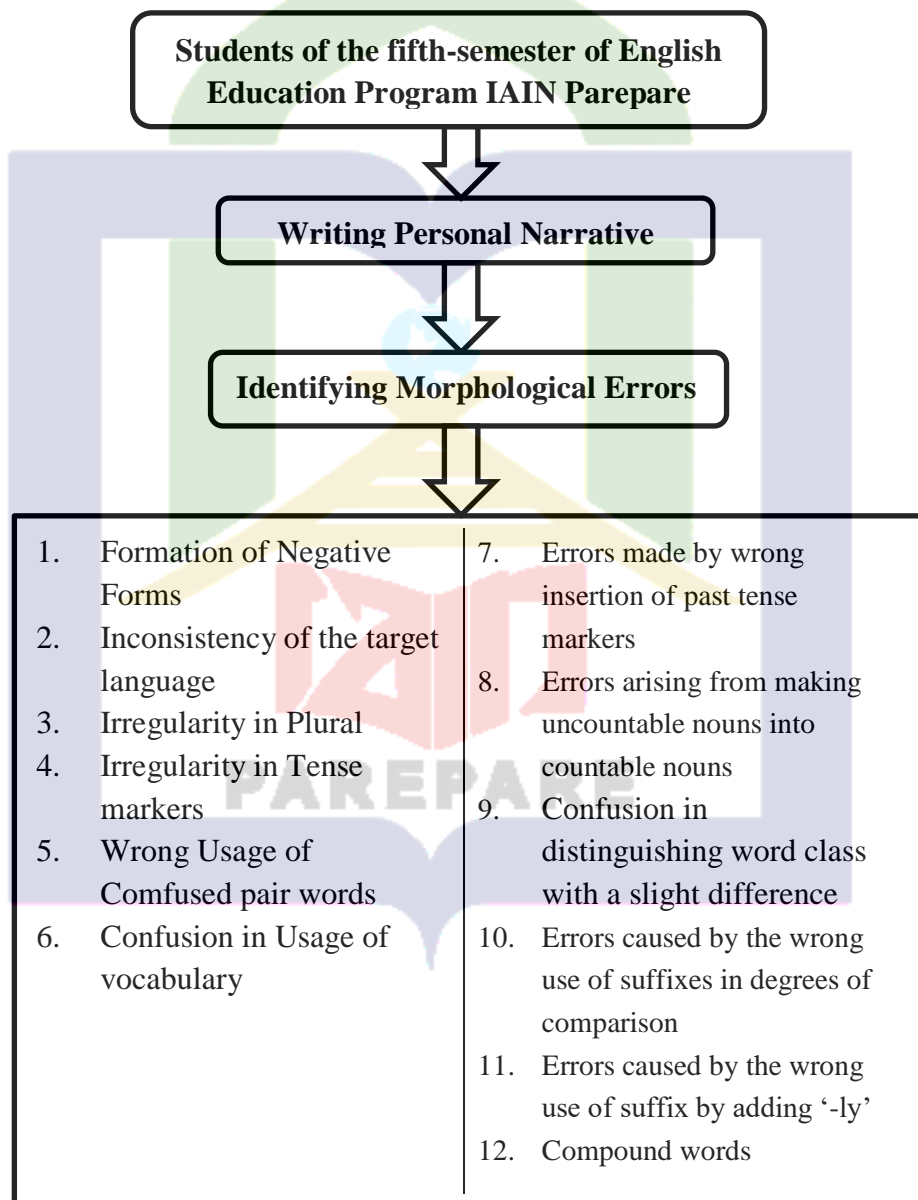 Students of the fifth-semester of English
Education Program IAIN Parepare
Writing Personal Narrative
Identifying Morphological Errors
1. Formation of Negative
Forms
2. Inconsistency of the target
language
3. Irregularity in Plural
4. Irregularity in Tense
markers
5. Wrong Usage of
Comfused pair words
6. Confusion in Usage of
vocabulary
7. Errors made by wrong
insertion of past tense
markers
8. Errors arising from making
uncountable nouns into
countable nouns
9. Confusion in
distinguishing word class
with a slight difference
10. Errors caused by the wrong
use of suffixes in degrees of
comparison
11. Errors caused by the wrong
use of suffix by adding ‘-ly’
12. Compound words
PAREPARE